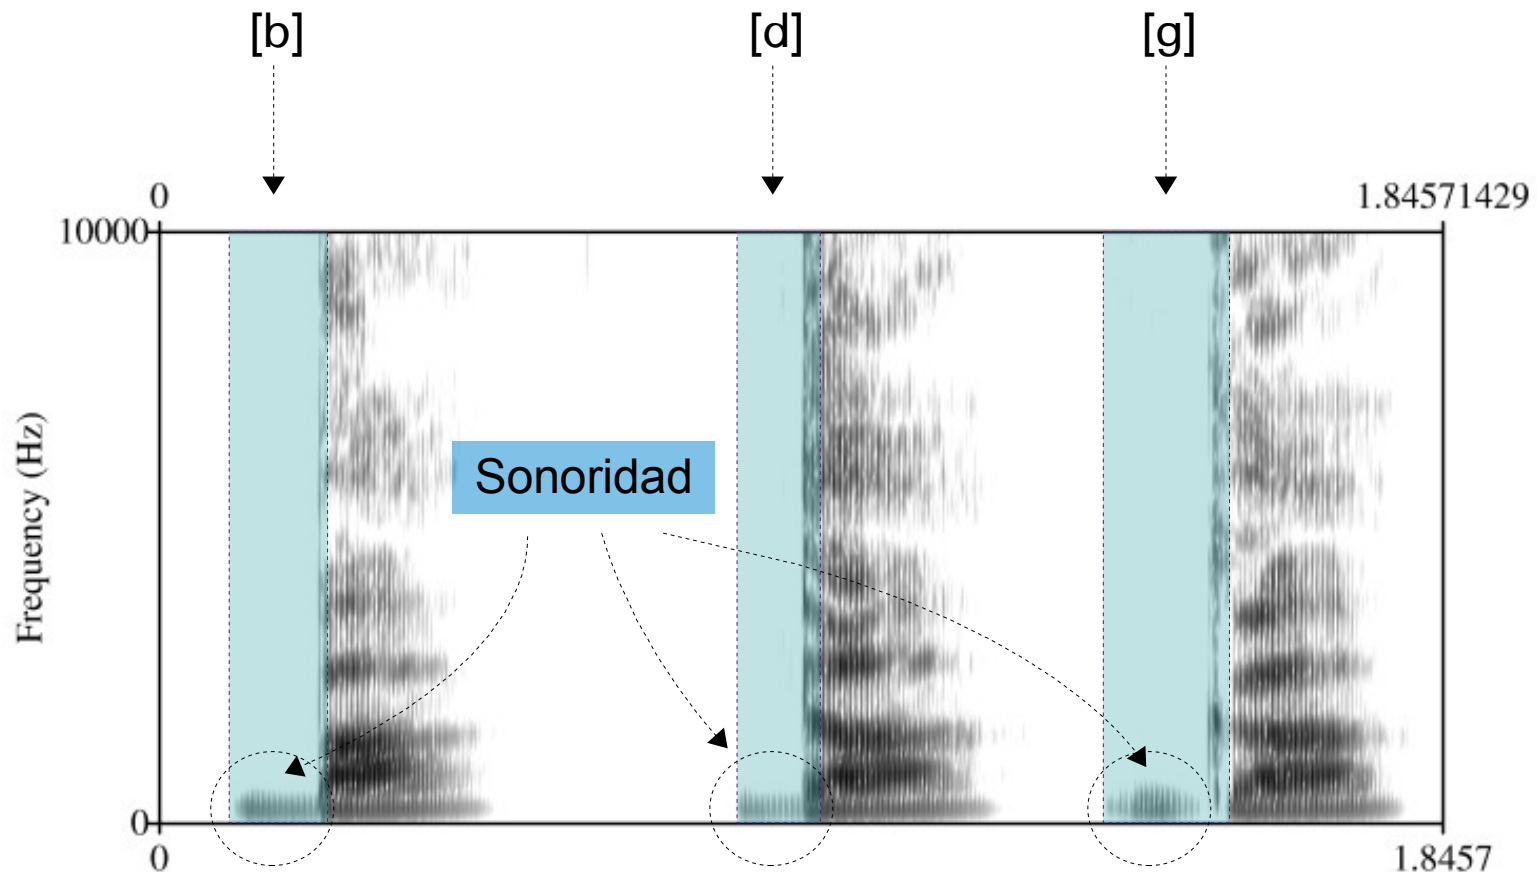 [b] [d] [g]
0 1.84571429
10000
Sonoridad
Frequency (Hz)
0
0 1.8457